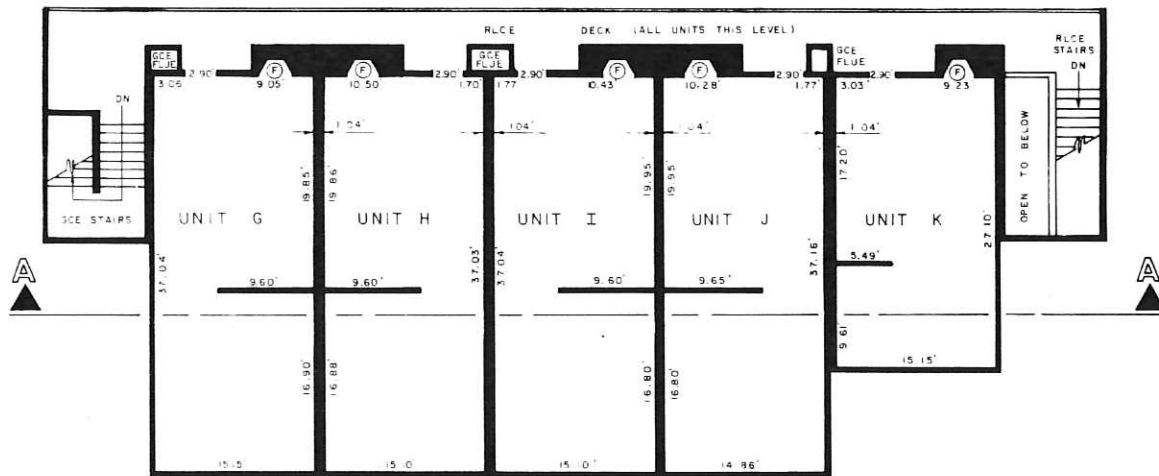 RLCE DECK (ALL UNITS THIS LEVEL)
RLCE
STAIRS
DN
GCE
FLUE
GCE
FLUE
GCE
FLUE
F F F F F
2.90' 2.90' 2.90' 2.90' 2.90'
3.05 9.05' 10.50 1.70' 1.77 10.43' 10.28' 1.77' 3.03' 9.23
DN
1.04' 1.04' 1.04' 1.04'
19.85' 19.86' 19.95' 19.95' 17.20'
GCE STAIRS
UNIT G UNIT H UNIT I UNIT J UNIT K
OPEN TO BELOW
37.04' 37.03' 37.04' 37.16' 27.10'
5.49'
9.60' 9.60' 9.60' 9.65'
A A
9.61'
15.15'
16.90' 16.88' 16.80' 16.80'
15.10 15.10' 14.86'